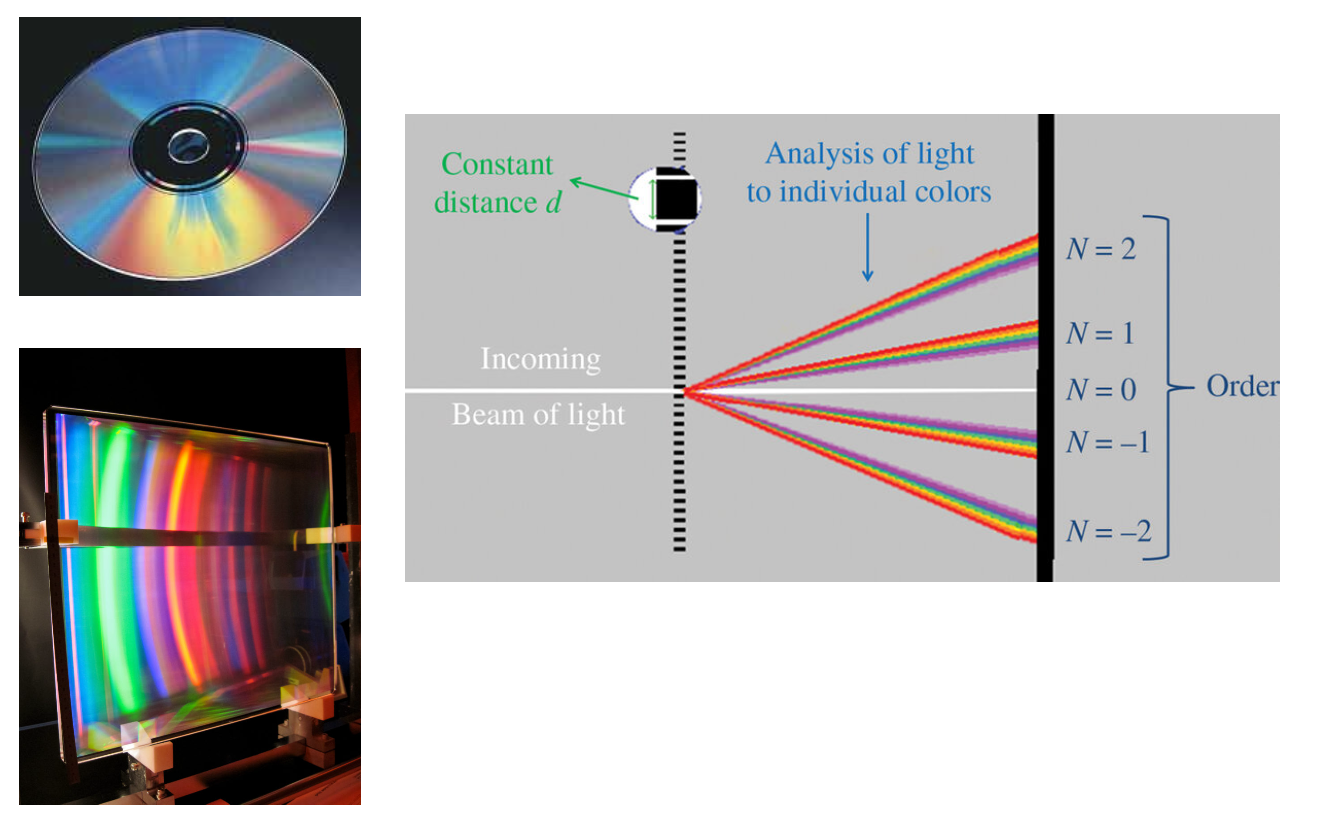 Constant
distance d
Analysis of light
to individual colors
Incoming
Beam of light
N = 2
N = 1
N = 0
N = –1
N = –2
Order